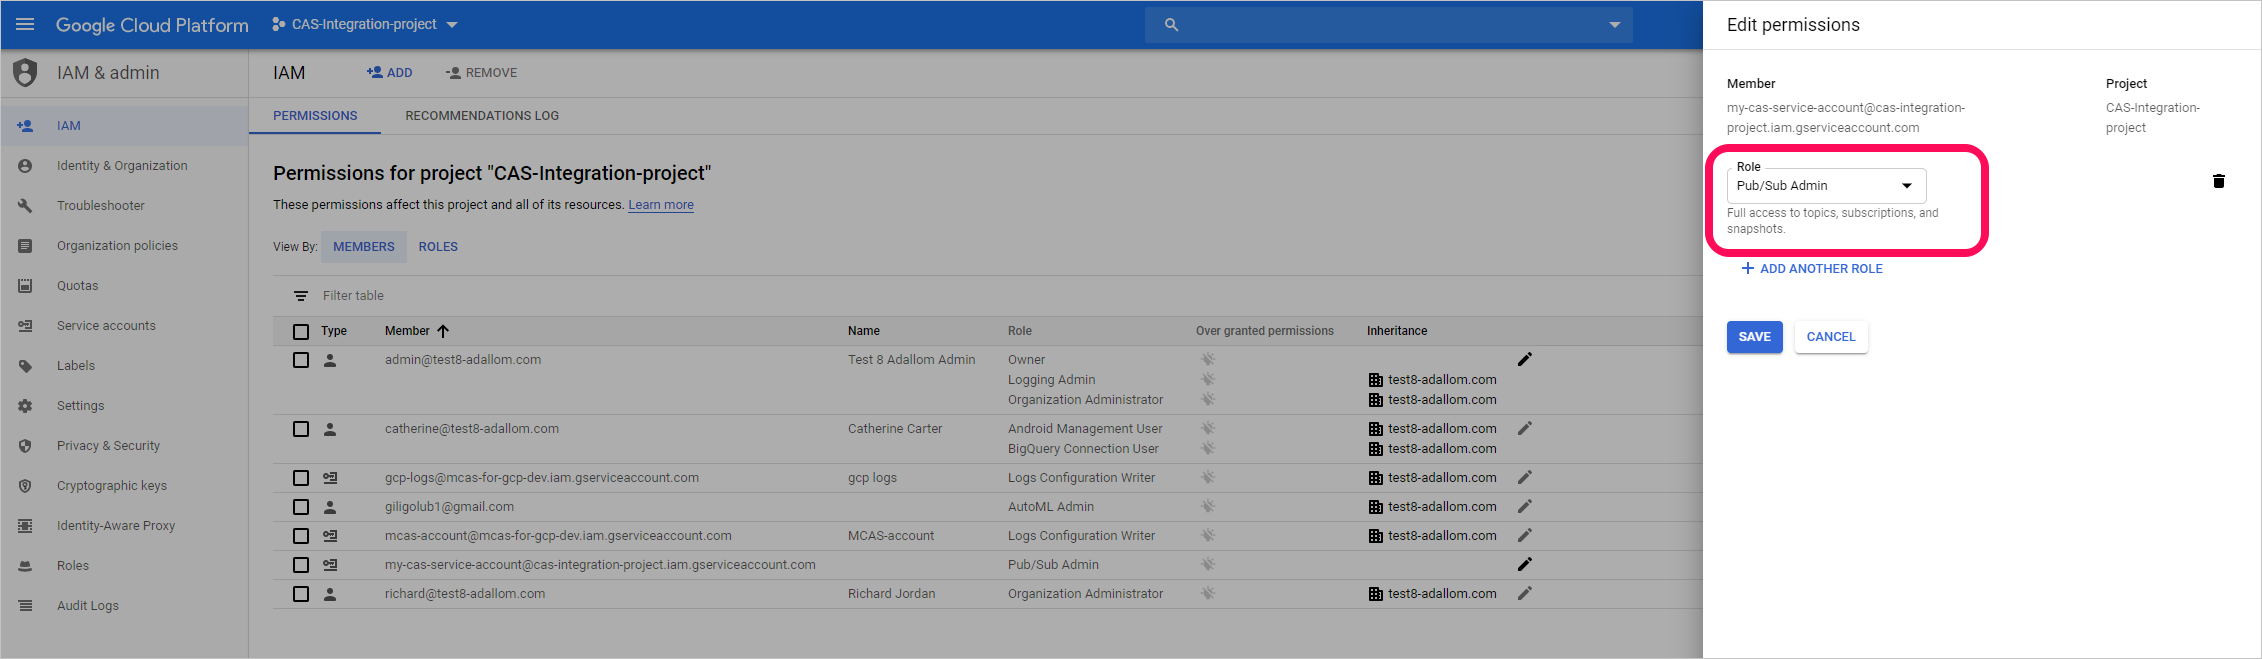 Google Cloud Platform
CAS-Integration-project
IAM & admin
IAM
Identity & Organization
Troubleshooter
Organization policies
Quotas
Service accounts
Labels
Settings
Privacy & Security
Cryptographic keys
Identity-Aware Proxy
Roles
Audit Logs
IAM ADD REMOVE
PERMISSIONS RECOMMENDATIONS LOG
Permissions for project "CAS-Integration-project"
These permissions affect this project and all of its resources. Learn more
View By: MEMBERS ROLES
Filter table
Type Member Name Role Over granted permissions Inheritance
admin@test8-adallom.com Test 8 Adallom Admin Owner
Logging Admin test8-adallom.com
Organization Administrator test8-adallom.com
catherine@test8-adallom.com Catherine Carter Android Management User test8-adallom.com
BigQuery Connection User test8-adallom.com
gcp-logs@mcas-for-gcp-dev.iam.gserviceaccount.com gcp logs Logs Configuration Writer test8-adallom.com
giligolub1@gmail.com AutoML Admin test8-adallom.com
mcas-account@mcas-for-gcp-dev.iam.gserviceaccount.com MCAS-account Logs Configuration Writer test8-adallom.com
my-cas-service-account@cas-integration-project.iam.gserviceaccount.com Pub/Sub Admin
richard@test8-adallom.com Richard Jordan Organization Administrator test8-adallom.com
Edit permissions
Member Project
my-cas-service-account@cas-integration- CAS-Integration-
project.iam.gserviceaccount.com project
Role
Pub/Sub Admin
Full access to topics, subscriptions, and
snapshots.
ADD ANOTHER ROLE
SAVE CANCEL